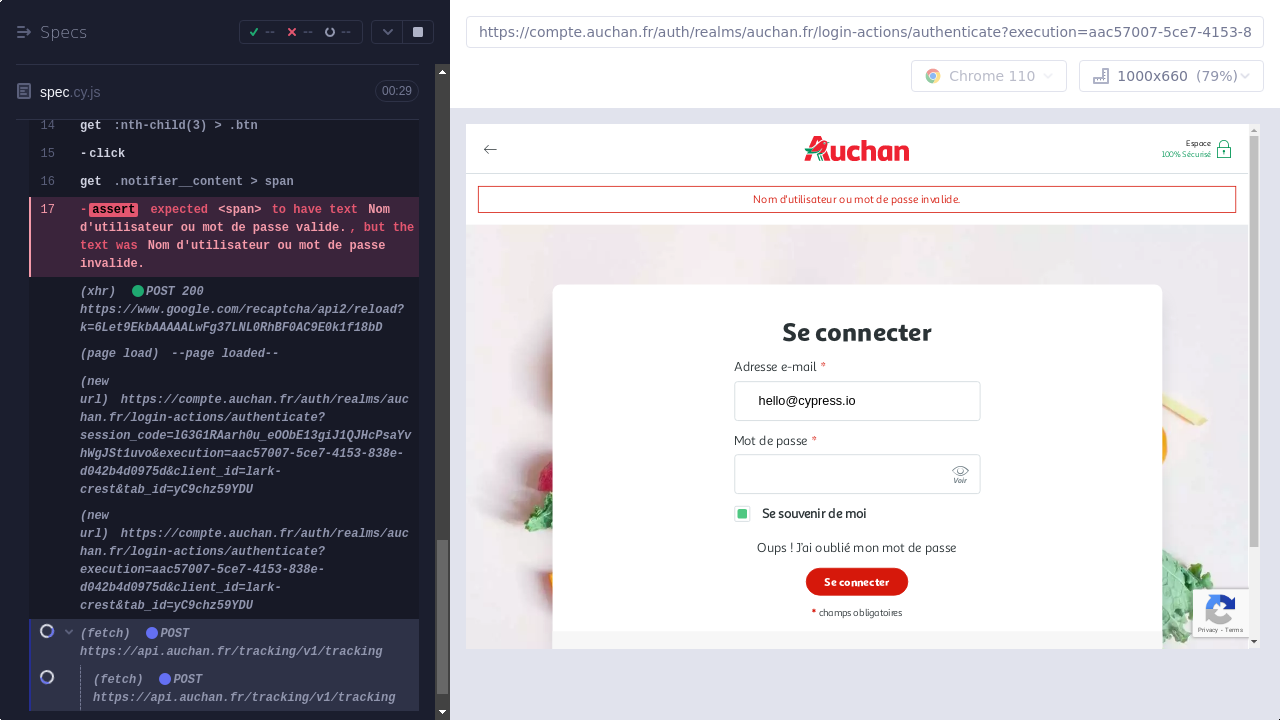 Specs
--
--
--
spec.cy.js
00:29
14 get :nth-child(3) > .btn
15 -click
16 get .notifier__content > span
17 -assert expected <span> to have text Nom
d'utilisateur ou mot de passe valide., but the
text was Nom d'utilisateur ou mot de passe
invalide.
(xhr) POST 200
https://www.google.com/recaptcha/api2/reload?
k=6Let9EkbAAAAALwFg37LNL0RhBF0AC9E0k1f18bD
(page load) --page loaded--
(new
url) https://compte.auchan.fr/auth/realms/auc
han.fr/login-actions/authenticate?
session_code=lG3G1RAarh0u_eOObE13giJ1QJHcPsaYv
hWgJSt1uvo&execution=aac57007-5ce7-4153-838e-
d042b4d0975d&client_id=lark-
crest&tab_id=yC9chz59YDU
(new
url) https://compte.auchan.fr/auth/realms/auc
han.fr/login-actions/authenticate?
execution=aac57007-5ce7-4153-838e-
d042b4d0975d&client_id=lark-
crest&tab_id=yC9chz59YDU
(fetch) POST
https://api.auchan.fr/tracking/v1/tracking
(fetch) POST
https://api.auchan.fr/tracking/v1/tracking
https://compte.auchan.fr/auth/realms/auchan.fr/login-actions/authenticate?execution=aac57007-5ce7-4153-8
Chrome 110
1000x660 (79%)
Auchan
Espace
100% Sécurisé
Nom d'utilisateur ou mot de passe invalide.
Se connecter
Adresse e-mail *
hello@cypress.io
Mot de passe *
Voir
Se souvenir de moi
Oups ! J'ai oublié mon mot de passe
Se connecter
* champs obligatoires
Privacy - Terms